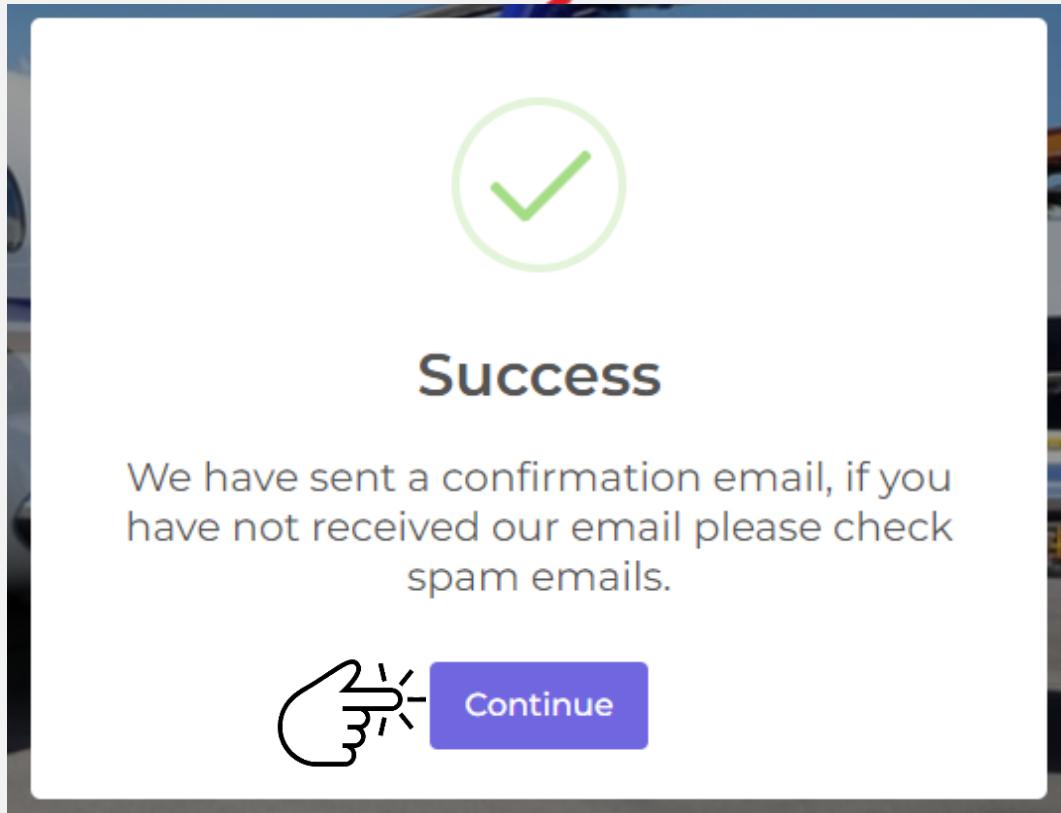 Success
We have sent a confirmation email, if you
have not received our email please check
spam emails.
Continue